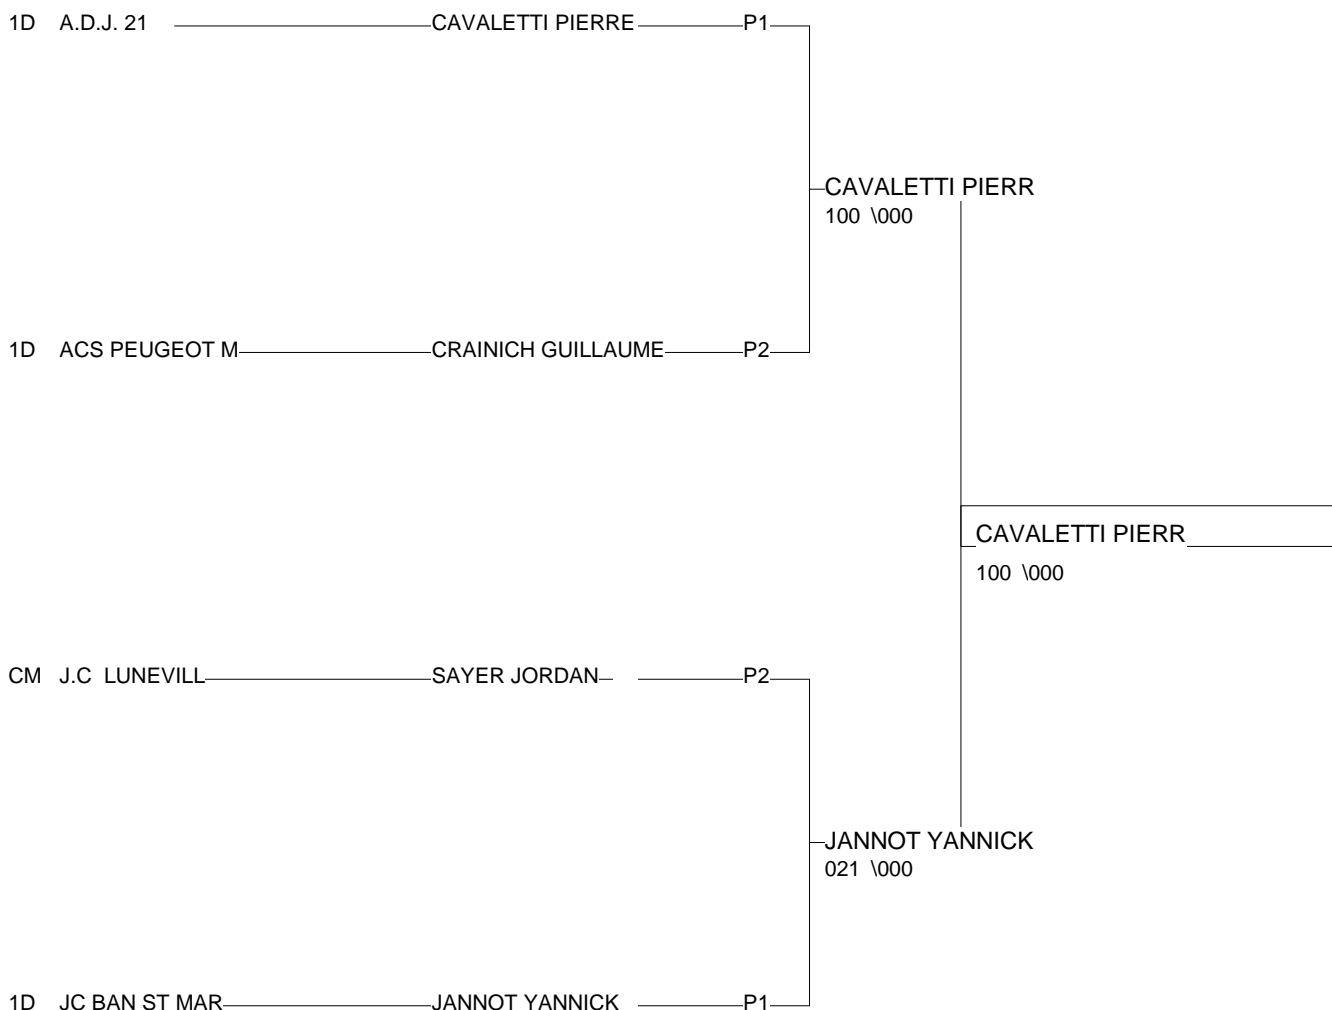 1D A.D.J. 21 CAVALETTI PIERRE P1
CAVALETTI PIERR
100 \000
1D ACS PEUGEOT M CRAINICH GUILLAUME P2
CAVALETTI PIERR
100 \000
CM J.C LUNEVILL SAYER JORDAN P2
JANNOT YANNICK
021 \000
1D JC BAN ST MAR JANNOT YANNICK P1